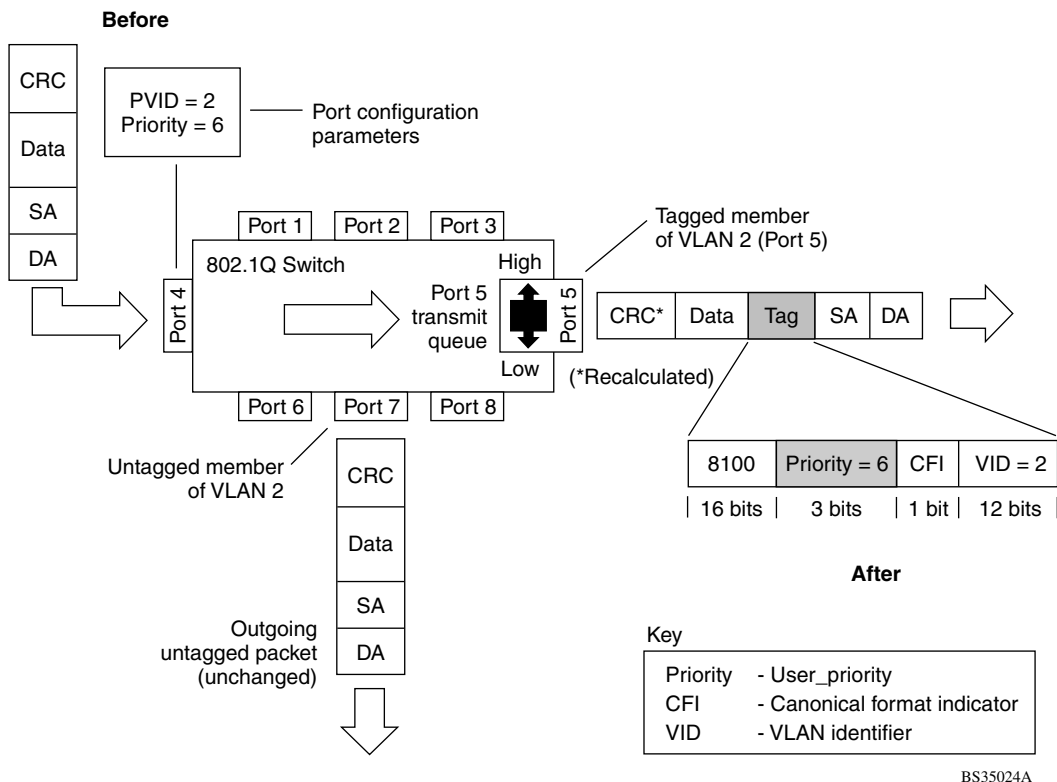 Before
CRC
Data
SA
DA
PVID = 2
Priority = 6
Port configuration
parameters
Port 1
Port 2
Port 3
802.1Q Switch
Port 4
High
Port 5
transmit
queue
Low
Port 5
Tagged member
of VLAN 2 (Port 5)
CRC*
Data
Tag
SA
DA
(*Recalculated)
Port 6
Port 7
Port 8
8100
Priority = 6
CFI
VID = 2
16 bits
3 bits
1 bit
12 bits
After
Untagged member
of VLAN 2
CRC
Data
SA
DA
Outgoing
untagged packet
(unchanged)
Key
Priority - User_priority
CFI - Canonical format indicator
VID - VLAN identifier
BS35024A